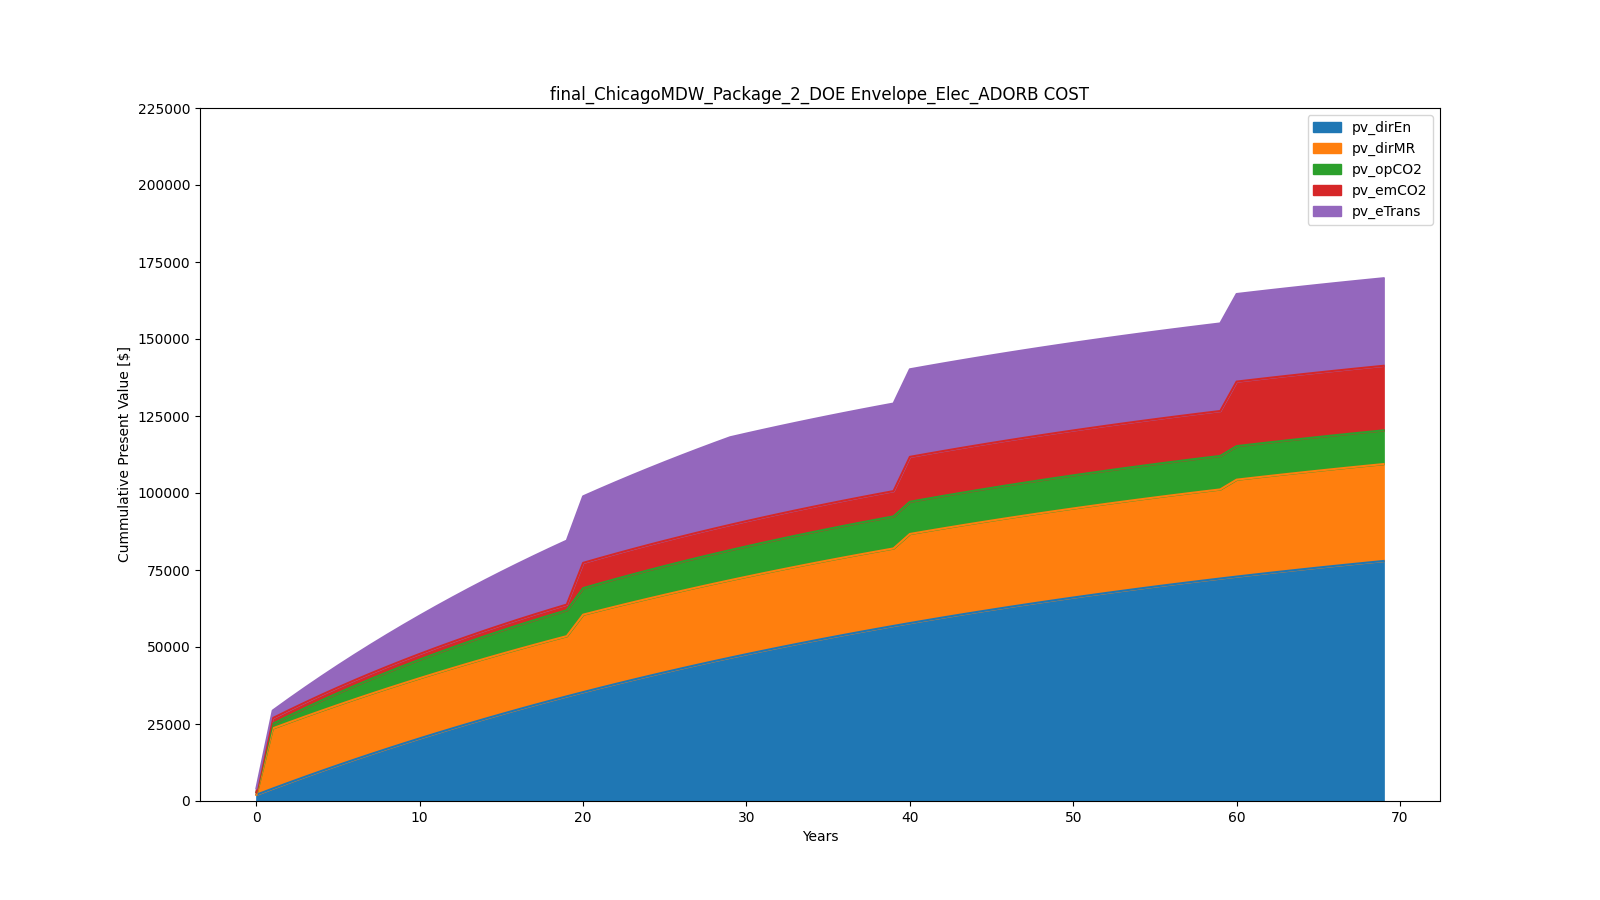 final_ChicagoMDW_Package_2_DOE Envelope_Elec_ADORB COST
225000
200000
175000
150000
125000
100000
75000
50000
25000
0
Cummulative Present Value [$]
pv_dirEn
pv_dirMR
pv_opCO2
pv_emCO2
pv_eTrans
0 10 20 30 40 50 60 70
Years